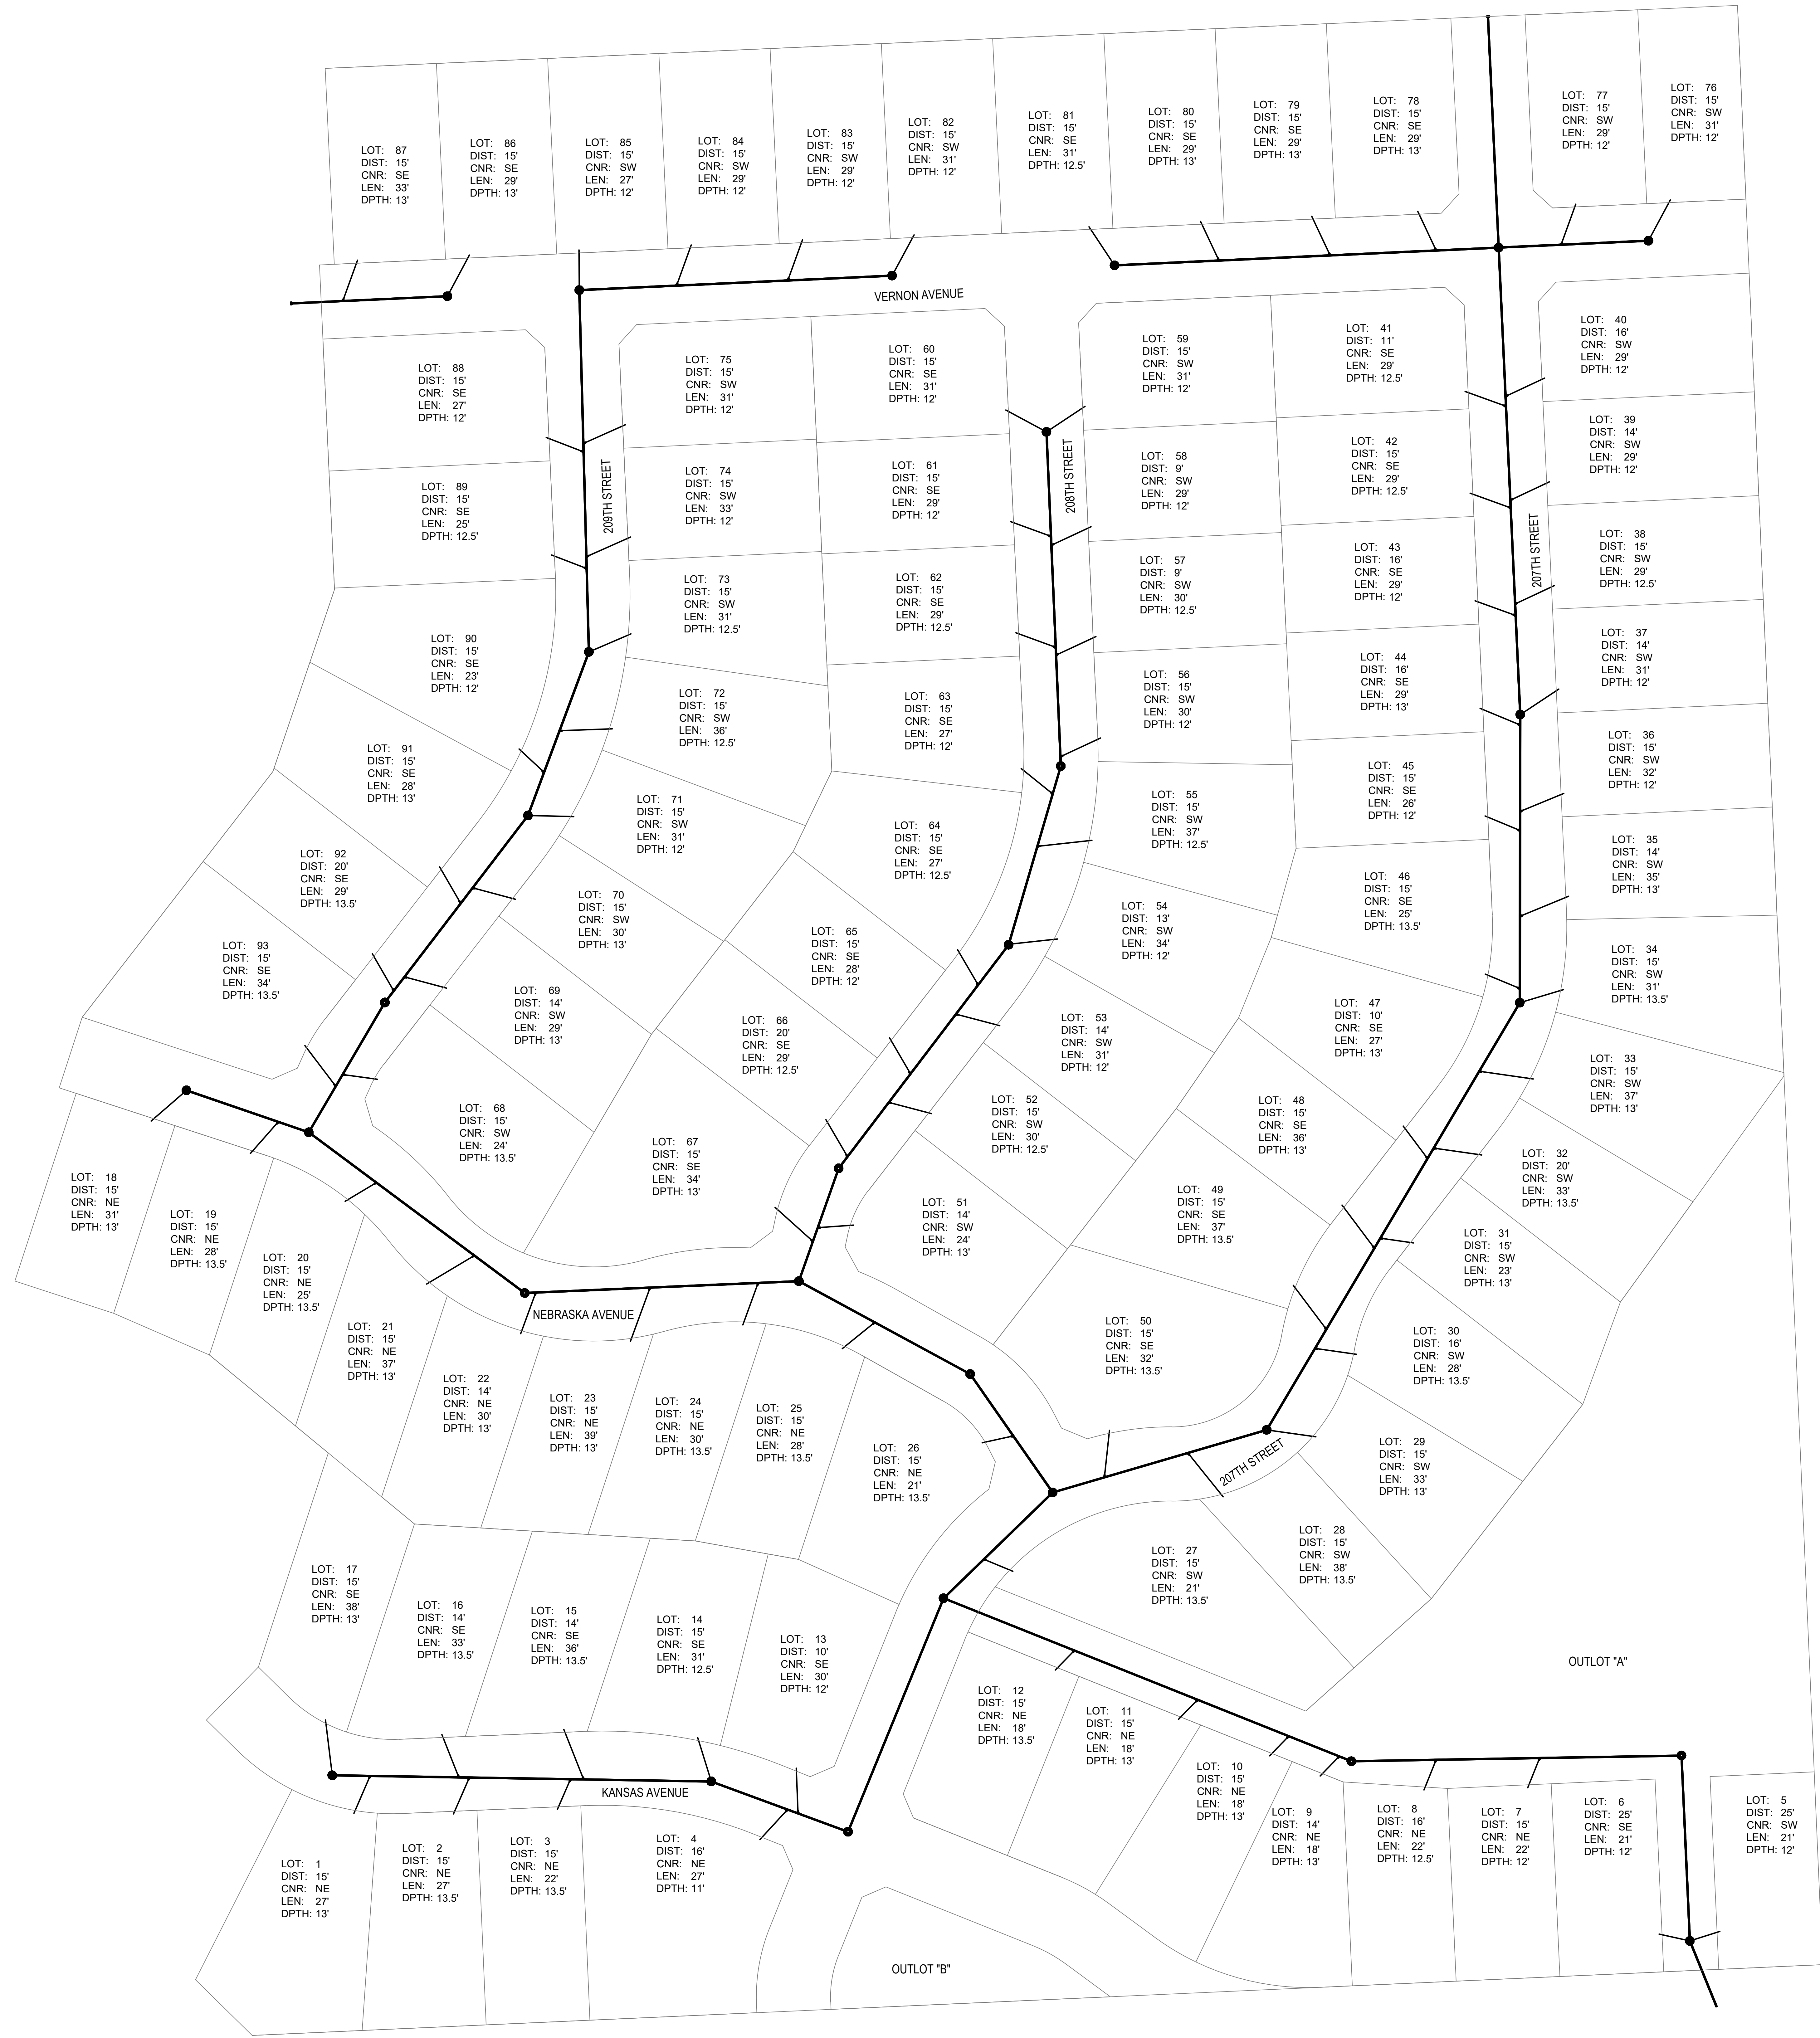 LOT: 87
DIST: 15'
CNR: SE
LEN: 33'
DPTH: 13'
LOT: 86
DIST: 15'
CNR: SE
LEN: 29'
DPTH: 13'
LOT: 85
DIST: 15'
CNR: SW
LEN: 27'
DPTH: 12'
LOT: 84
DIST: 15'
CNR: SW
LEN: 29'
DPTH: 12'
LOT: 83
DIST: 15'
CNR: SW
LEN: 29'
DPTH: 12'
LOT: 82
DIST: 15'
CNR: SW
LEN: 31'
DPTH: 12'
LOT: 81
DIST: 15'
CNR: SE
LEN: 31'
DPTH: 12.5'
LOT: 80
DIST: 15'
CNR: SE
LEN: 29'
DPTH: 13'
LOT: 79
DIST: 15'
CNR: SE
LEN: 29'
DPTH: 13'
LOT: 78
DIST: 15'
CNR: SE
LEN: 29'
DPTH: 13'
LOT: 77
DIST: 15'
CNR: SW
LEN: 29'
DPTH: 12'
LOT: 76
DIST: 15'
CNR: SW
LEN: 31'
DPTH: 12'
VERNON AVENUE
LOT: 88
DIST: 15'
CNR: SE
LEN: 27'
DPTH: 12'
LOT: 75
DIST: 15'
CNR: SW
LEN: 31'
DPTH: 12'
LOT: 60
DIST: 15'
CNR: SE
LEN: 31'
DPTH: 12'
LOT: 59
DIST: 15'
CNR: SW
LEN: 31'
DPTH: 12'
LOT: 41
DIST: 11'
CNR: SE
LEN: 29'
DPTH: 12.5'
LOT: 40
DIST: 16'
CNR: SW
LEN: 29'
DPTH: 12'
LOT: 89
DIST: 15'
CNR: SE
LEN: 25'
DPTH: 12.5'
209TH STREET
LOT: 74
DIST: 15'
CNR: SW
LEN: 33'
DPTH: 12'
LOT: 61
DIST: 15'
CNR: SE
LEN: 29'
DPTH: 12'
208TH STREET
LOT: 58
DIST: 9'
CNR: SW
LEN: 29'
DPTH: 12'
LOT: 42
DIST: 15'
CNR: SE
LEN: 29'
DPTH: 12.5'
LOT: 39
DIST: 14'
CNR: SW
LEN: 29'
DPTH: 12'
LOT: 73
DIST: 15'
CNR: SW
LEN: 31'
DPTH: 12.5'
LOT: 62
DIST: 15'
CNR: SE
LEN: 29'
DPTH: 12.5'
LOT: 57
DIST: 9'
CNR: SW
LEN: 30'
DPTH: 12.5'
LOT: 43
DIST: 16'
CNR: SE
LEN: 29'
DPTH: 12'
207TH STREET
LOT: 38
DIST: 15'
CNR: SW
LEN: 29'
DPTH: 12.5'
LOT: 90
DIST: 15'
CNR: SE
LEN: 23'
DPTH: 12'
LOT: 72
DIST: 15'
CNR: SW
LEN: 36'
DPTH: 12.5'
LOT: 63
DIST: 15'
CNR: SE
LEN: 27'
DPTH: 12'
LOT: 56
DIST: 15'
CNR: SW
LEN: 30'
DPTH: 12'
LOT: 44
DIST: 16'
CNR: SE
LEN: 29'
DPTH: 13'
LOT: 37
DIST: 14'
CNR: SW
LEN: 31'
DPTH: 12'
LOT: 91
DIST: 15'
CNR: SE
LEN: 28'
DPTH: 13'
LOT: 71
DIST: 15'
CNR: SW
LEN: 31'
DPTH: 12'
LOT: 64
DIST: 15'
CNR: SE
LEN: 27'
DPTH: 12.5'
LOT: 55
DIST: 15'
CNR: SW
LEN: 37'
DPTH: 12.5'
LOT: 45
DIST: 15'
CNR: SE
LEN: 26'
DPTH: 12'
LOT: 36
DIST: 15'
CNR: SW
LEN: 32'
DPTH: 12'
LOT: 92
DIST: 20'
CNR: SE
LEN: 29'
DPTH: 13.5'
LOT: 70
DIST: 15'
CNR: SW
LEN: 30'
DPTH: 13'
LOT: 65
DIST: 15'
CNR: SE
LEN: 28'
DPTH: 12'
LOT: 54
DIST: 13'
CNR: SW
LEN: 34'
DPTH: 12'
LOT: 46
DIST: 15'
CNR: SE
LEN: 25'
DPTH: 13.5'
LOT: 35
DIST: 14'
CNR: SW
LEN: 35'
DPTH: 13'
LOT: 93
DIST: 15'
CNR: SE
LEN: 34'
DPTH: 13.5'
LOT: 69
DIST: 14'
CNR: SW
LEN: 29'
DPTH: 13'
LOT: 66
DIST: 20'
CNR: SE
LEN: 29'
DPTH: 12.5'
LOT: 53
DIST: 14'
CNR: SW
LEN: 31'
DPTH: 12'
LOT: 47
DIST: 10'
CNR: SE
LEN: 27'
DPTH: 13'
LOT: 34
DIST: 15'
CNR: SW
LEN: 31'
DPTH: 13.5'
LOT: 68
DIST: 15'
CNR: SW
LEN: 24'
DPTH: 13.5'
LOT: 67
DIST: 15'
CNR: SE
LEN: 34'
DPTH: 13'
LOT: 52
DIST: 15'
CNR: SW
LEN: 30'
DPTH: 12.5'
LOT: 48
DIST: 15'
CNR: SE
LEN: 36'
DPTH: 13'
LOT: 33
DIST: 15'
CNR: SW
LEN: 37'
DPTH: 13'
LOT: 18
DIST: 15'
CNR: NE
LEN: 31'
DPTH: 13'
LOT: 19
DIST: 15'
CNR: NE
LEN: 28'
DPTH: 13.5'
LOT: 20
DIST: 15'
CNR: NE
LEN: 25'
DPTH: 13.5'
LOT: 51
DIST: 14'
CNR: SW
LEN: 24'
DPTH: 13'
LOT: 49
DIST: 15'
CNR: SE
LEN: 37'
DPTH: 13.5'
LOT: 32
DIST: 20'
CNR: SW
LEN: 33'
DPTH: 13.5'
LOT: 31
DIST: 15'
CNR: SW
LEN: 23'
DPTH: 13'
NEBRASKA AVENUE
LOT: 21
DIST: 15'
CNR: NE
LEN: 37'
DPTH: 13'
LOT: 50
DIST: 15'
CNR: SE
LEN: 32'
DPTH: 13.5'
LOT: 30
DIST: 16'
CNR: SW
LEN: 28'
DPTH: 13.5'
LOT: 22
DIST: 14'
CNR: NE
LEN: 30'
DPTH: 13'
LOT: 23
DIST: 15'
CNR: NE
LEN: 39'
DPTH: 13'
LOT: 24
DIST: 15'
CNR: NE
LEN: 30'
DPTH: 13.5'
LOT: 25
DIST: 15'
CNR: NE
LEN: 28'
DPTH: 13.5'
LOT: 26
DIST: 15'
CNR: NE
LEN: 21'
DPTH: 13.5'
207TH STREET
LOT: 29
DIST: 15'
CNR: SW
LEN: 33'
DPTH: 13'
LOT: 17
DIST: 15'
CNR: SE
LEN: 38'
DPTH: 13'
LOT: 27
DIST: 15'
CNR: SW
LEN: 21'
DPTH: 13.5'
LOT: 28
DIST: 15'
CNR: SW
LEN: 38'
DPTH: 13.5'
LOT: 16
DIST: 14'
CNR: SE
LEN: 33'
DPTH: 13.5'
LOT: 15
DIST: 14'
CNR: SE
LEN: 36'
DPTH: 13.5'
LOT: 14
DIST: 15'
CNR: SE
LEN: 31'
DPTH: 12.5'
LOT: 13
DIST: 10'
CNR: SE
LEN: 30'
DPTH: 12'
OUTLOT "A"
LOT: 12
DIST: 15'
CNR: NE
LEN: 18'
DPTH: 13.5'
LOT: 11
DIST: 15'
CNR: NE
LEN: 18'
DPTH: 13'
LOT: 10
DIST: 15'
CNR: NE
LEN: 18'
DPTH: 13'
KANSAS AVENUE
LOT: 9
DIST: 14'
CNR: NE
LEN: 18'
DPTH: 13'
LOT: 8
DIST: 16'
CNR: NE
LEN: 22'
DPTH: 12.5'
LOT: 7
DIST: 15'
CNR: NE
LEN: 22'
DPTH: 12'
LOT: 6
DIST: 25'
CNR: SE
LEN: 21'
DPTH: 12'
LOT: 5
DIST: 25'
CNR: SW
LEN: 21'
DPTH: 12'
LOT: 1
DIST: 15'
CNR: NE
LEN: 27'
DPTH: 13'
LOT: 2
DIST: 15'
CNR: NE
LEN: 27'
DPTH: 13.5'
LOT: 3
DIST: 15'
CNR: NE
LEN: 22'
DPTH: 13.5'
LOT: 4
DIST: 16'
CNR: NE
LEN: 27'
DPTH: 11'
OUTLOT "B"